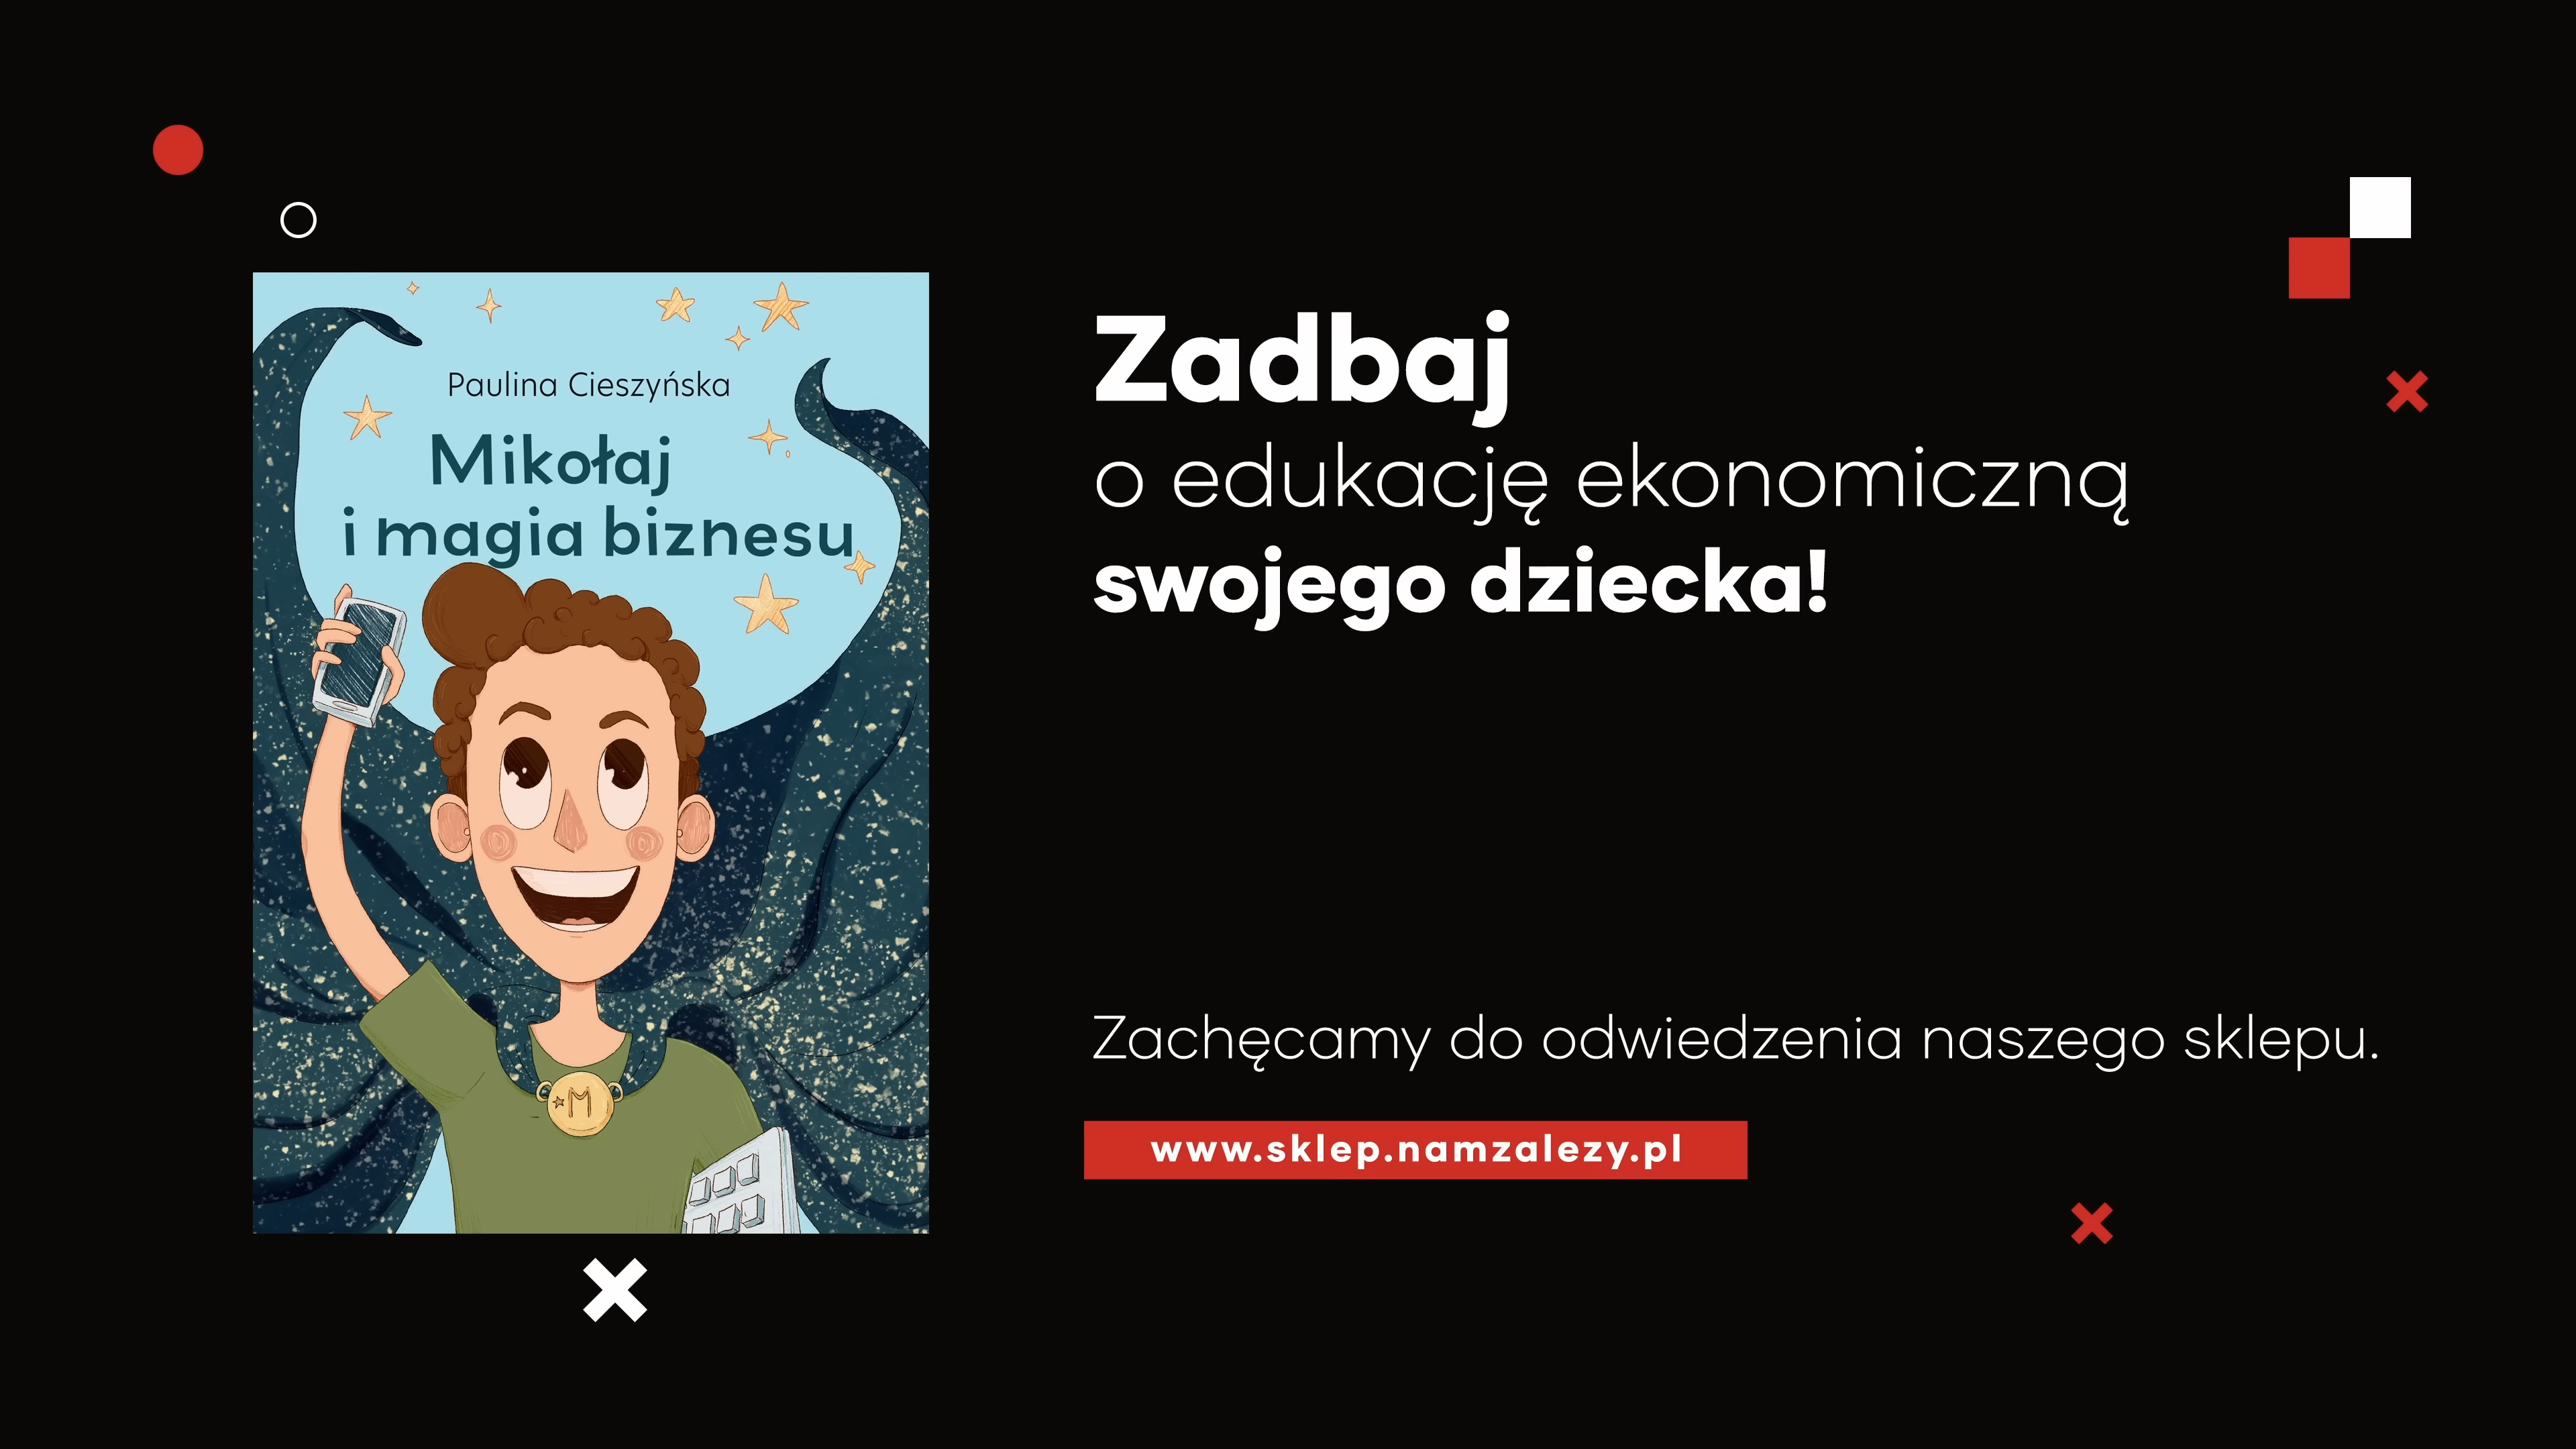 Paulina Cieszyńska
Mikołaj
i magia biznesu
M
Zadbaj
o edukację ekonomiczną
swojego dziecka!
Zachęcamy do odwiedzenia naszego sklepu.
www.sklep.namzalezy.pl